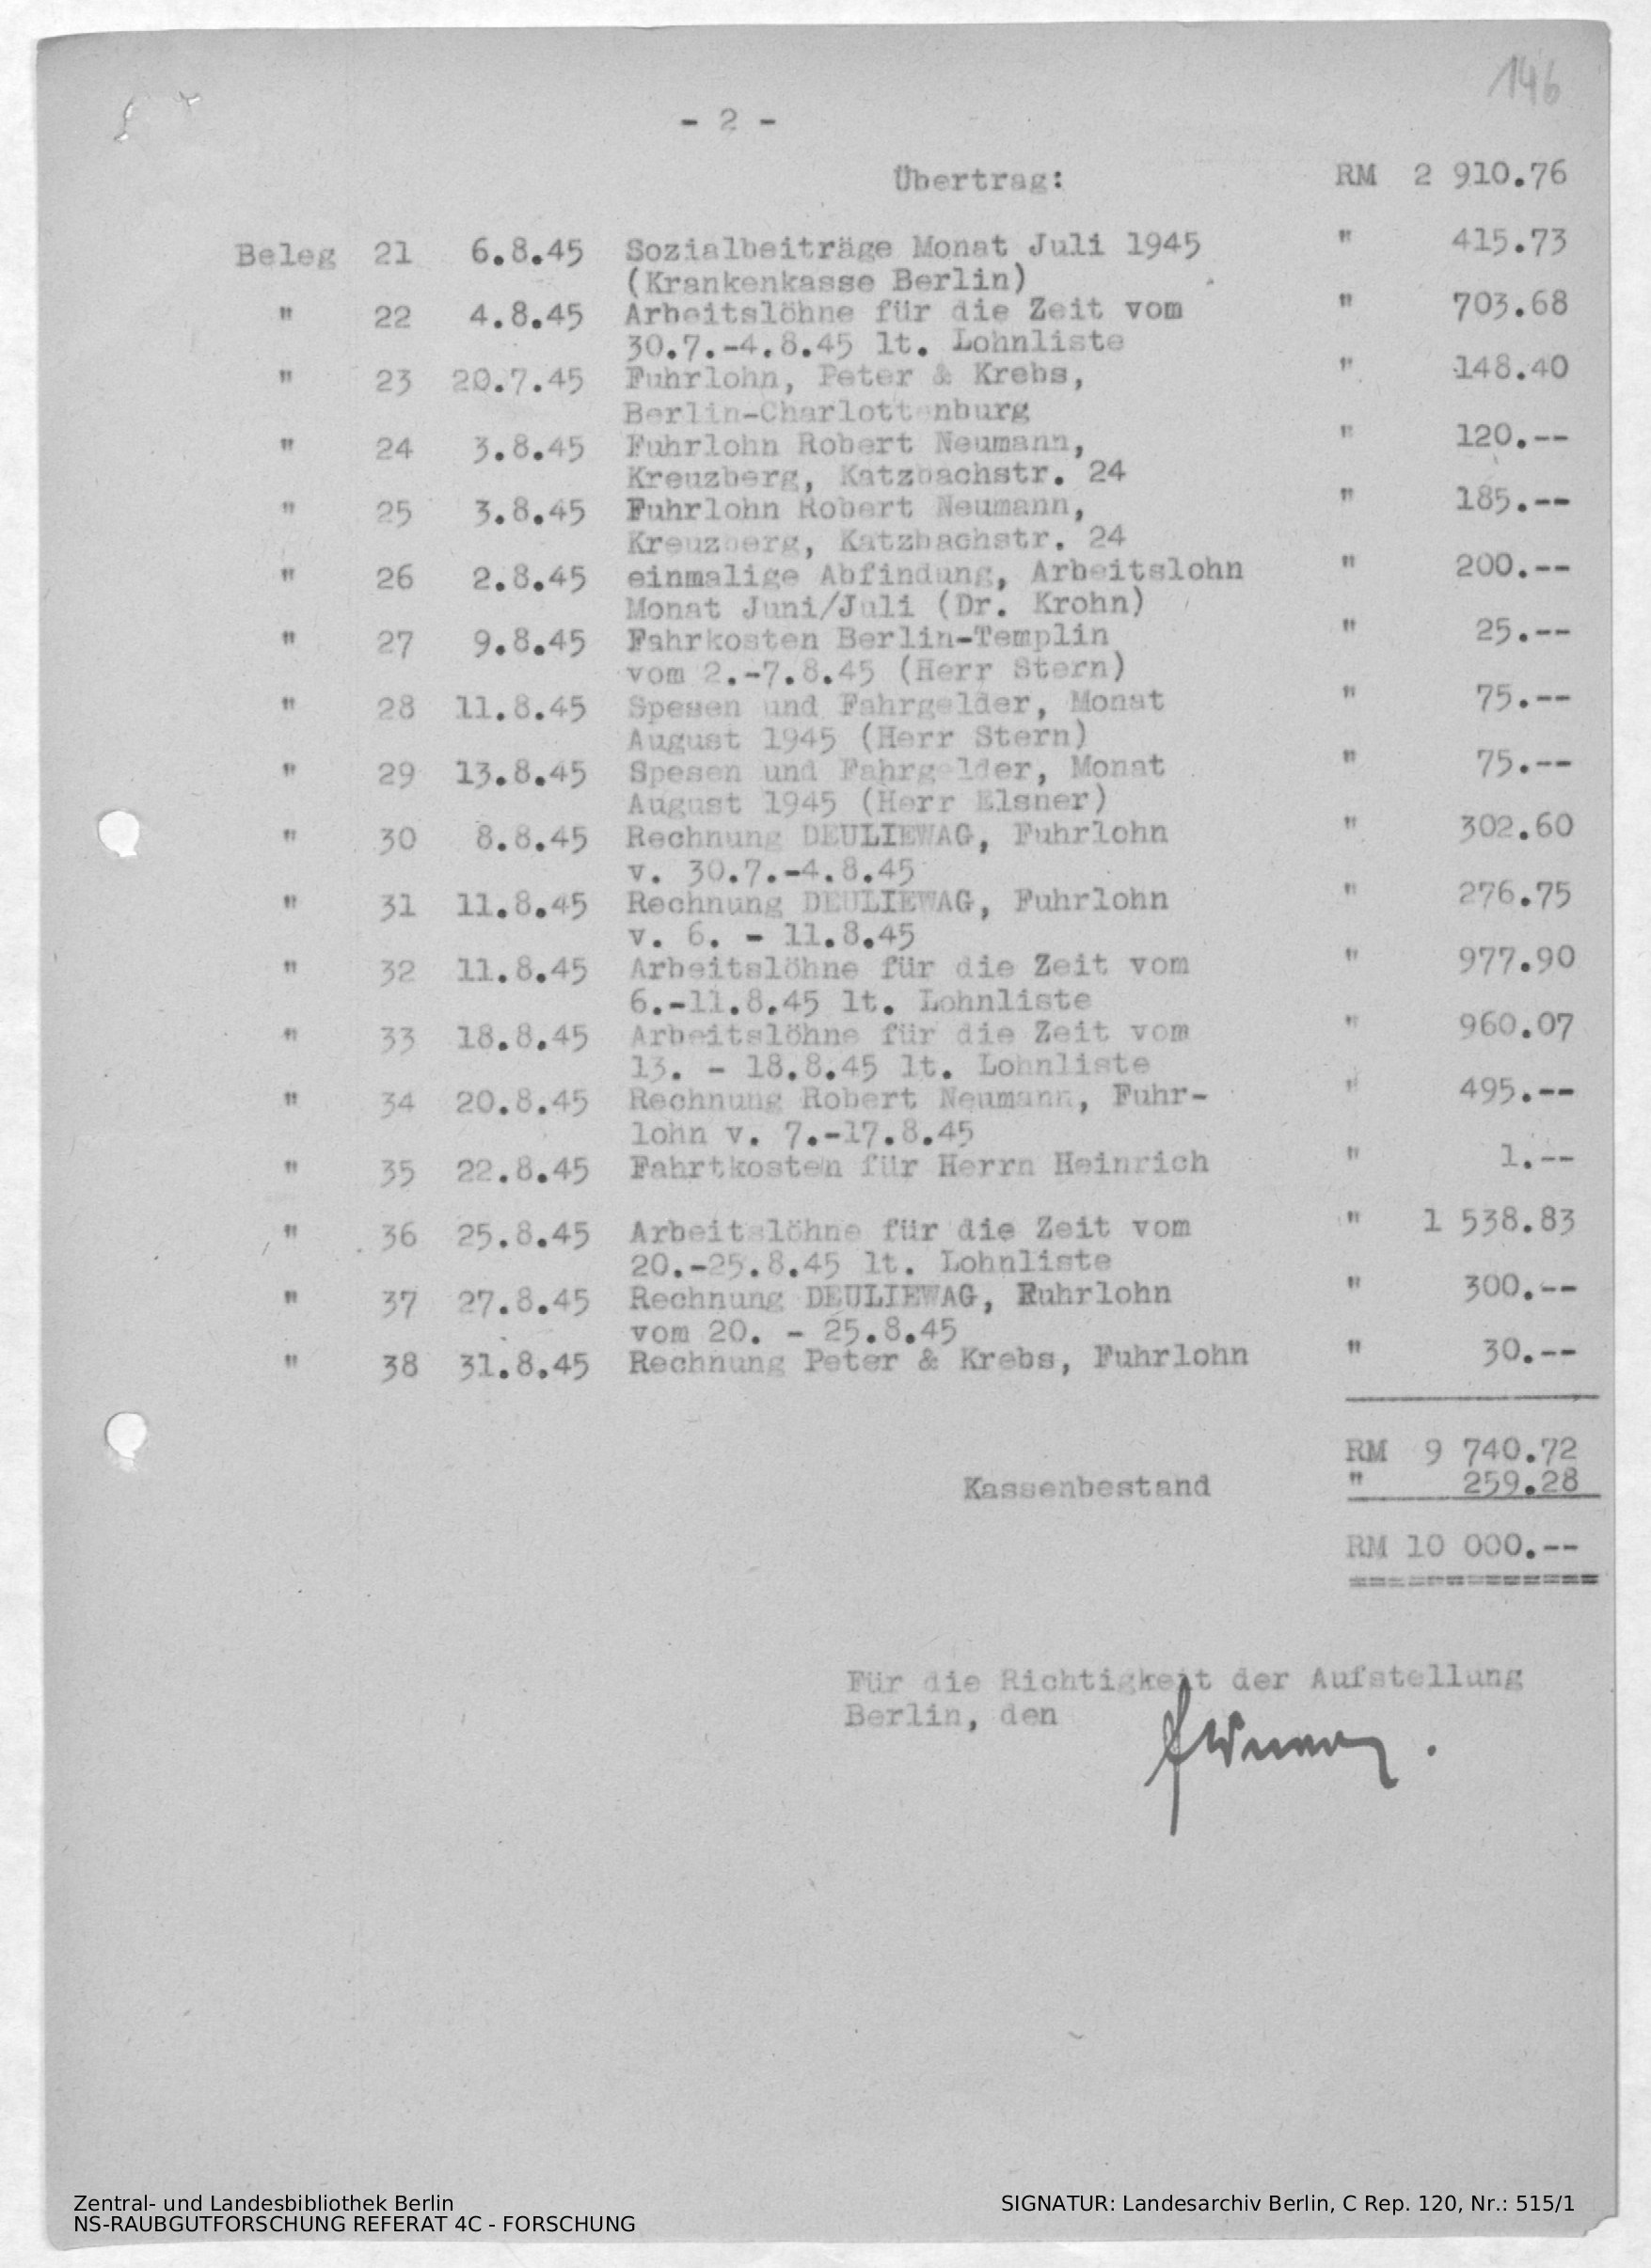 146
- 2 -
Übertrag: RM 2 910.76
Beleg 21 6.8.45 Sozialbeiträge Monat Juli 1945 " 415.73
(Krankenkasse Berlin)
" 22 4.8.45 Arbeitslöhne für die Zeit vom " 703.68
30.7.-4.8.45 lt. Lohnliste
" 23 20.7.45 Fuhrlohn, Peter & Krebs, " 148.40
Berlin-Charlottenburg
" 24 3.8.45 Fuhrlohn Robert Neumann, " 120.--
Kreuzberg, Katzbachstr. 24
" 25 3.8.45 Fuhrlohn Robert Neumann, " 185.--
Kreuzberg, Katzbachstr. 24
" 26 2.8.45 einmalige Abfindung, Arbeitslohn " 200.--
Monat Juni/Juli (Dr. Krohn)
" 27 9.8.45 Fahrkosten Berlin-Templin " 25.--
vom 2.-7.8.45 (Herr Stern)
" 28 11.8.45 Spesen und Fahrgelder, Monat " 75.--
August 1945 (Herr Stern)
" 29 13.8.45 Spesen und Fahrgelder, Monat " 75.--
August 1945 (Herr Elsner)
" 30 8.8.45 Rechnung DEULIEWAG, Fuhrlohn " 302.60
v. 30.7.-4.8.45
" 31 11.8.45 Rechnung DEULIEWAG, Fuhrlohn " 276.75
v. 6. - 11.8.45
" 32 11.8.45 Arbeitslöhne für die Zeit vom " 977.90
6.-11.8.45 lt. Lohnliste
" 33 18.8.45 Arbeitslöhne für die Zeit vom " 960.07
13. - 18.8.45 lt. Lohnliste
" 34 20.8.45 Rechnung Robert Neumann, Fuhr- " 495.--
lohn v. 7.-17.8.45
" 35 22.8.45 Fahrtkosten für Herrn Heinrich " 1.--
" 36 25.8.45 Arbeitslöhne für die Zeit vom " 1 538.83
20.-25.8.45 lt. Lohnliste
" 37 27.8.45 Rechnung DEULIEWAG, Fuhrlohn " 300.--
vom 20. - 25.8.45
" 38 31.8.45 Rechnung Peter & Krebs, Fuhrlohn " 30.--
RM 9 740.72
Kassenbestand " 259.28
RM 10 000.--
Für die Richtigkeit der Aufstellung
Berlin, den
Zentral- und Landesbibliothek Berlin
NS-RAUBGUTFORSCHUNG REFERAT 4C - FORSCHUNG
SIGNATUR: Landesarchiv Berlin, C Rep. 120, Nr.: 515/1